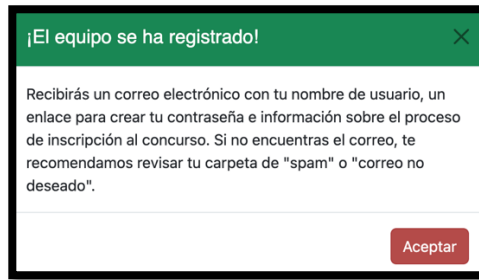 ¡El equipo se ha registrado!
Recibirás un correo electrónico con tu nombre de usuario, un
enlace para crear tu contraseña e información sobre el proceso
de inscripción al concurso. Si no encuentras el correo, te
recomendamos revisar tu carpeta de "spam" o "correo no
deseado".
Aceptar